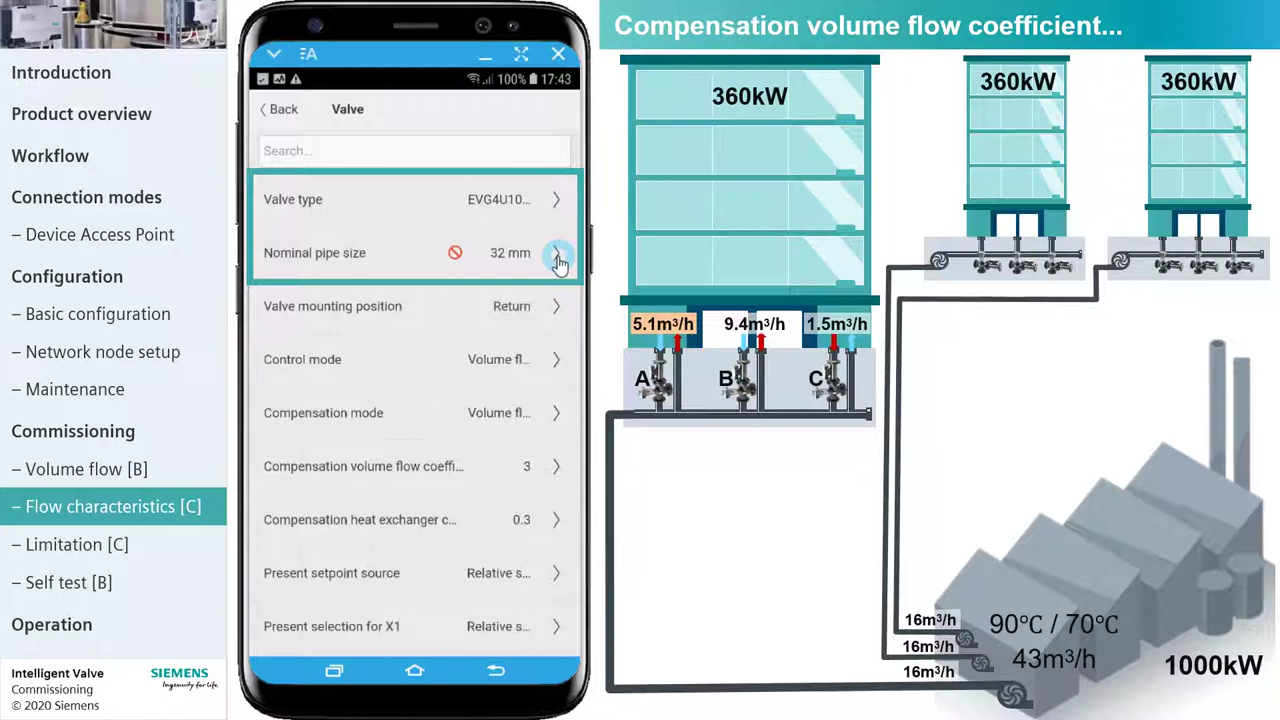 Introduction
Product overview
Workflow
Connection modes
– Device Access Point
Configuration
– Basic configuration
– Network node setup
– Maintenance
Commissioning
– Volume flow [B]
– Flow characteristics [C]
– Limitation [C]
– Self test [B]
Operation
Intelligent Valve
Commissioning
© 2020 Siemens
SIEMENS
Ingenuity for life
A
100% 17:43
Back
Valve
Search...
Valve type EVG4U10...
Nominal pipe size 32 mm
Valve mounting position Return
Control mode Volume fl...
Compensation mode Volume fl...
Compensation volume flow coeffi... 3
Compensation heat exchanger c... 0.3
Present setpoint source Relative s...
Present selection for X1 Relative s...
Compensation volume flow coefficient...
360kW
360kW
360kW
5.1m³/h
9.4m³/h
1.5m³/h
A
B
C
16m³/h
16m³/h
16m³/h
90℃ / 70℃
43m³/h
1000kW